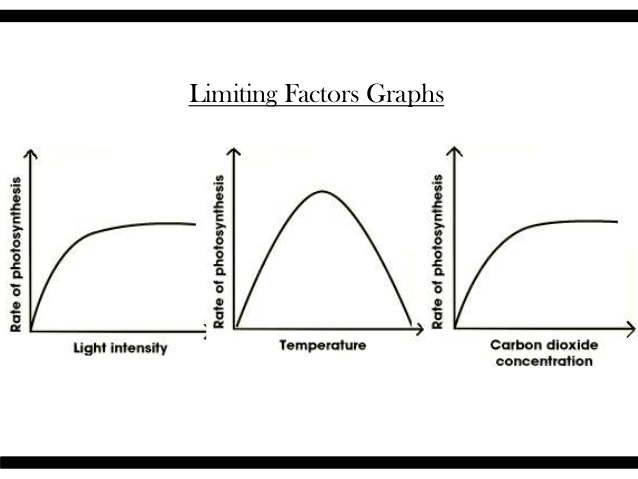 Limiting Factors Graphs
Rate of photosynthesis
Light intensity
Rate of photosynthesis
Temperature
Rate of photosynthesis
Carbon dioxide
concentration